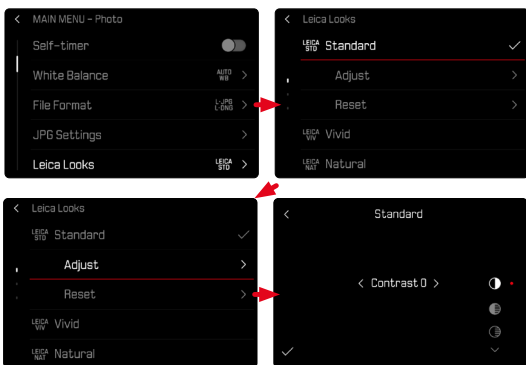 MAIN MENU - Photo
Self-timer
White Balance AUTO WB
File Format L-JPG L-DNG
JPG Settings
Leica Looks LEICA STD
Leica Looks
LEICA STD Standard
Adjust
Reset
LEICA VIV Vivid
LEICA NAT Natural
Leica Looks
LEICA STD Standard
Adjust
Reset
LEICA VIV Vivid
LEICA NAT Natural
Standard
Contrast 0